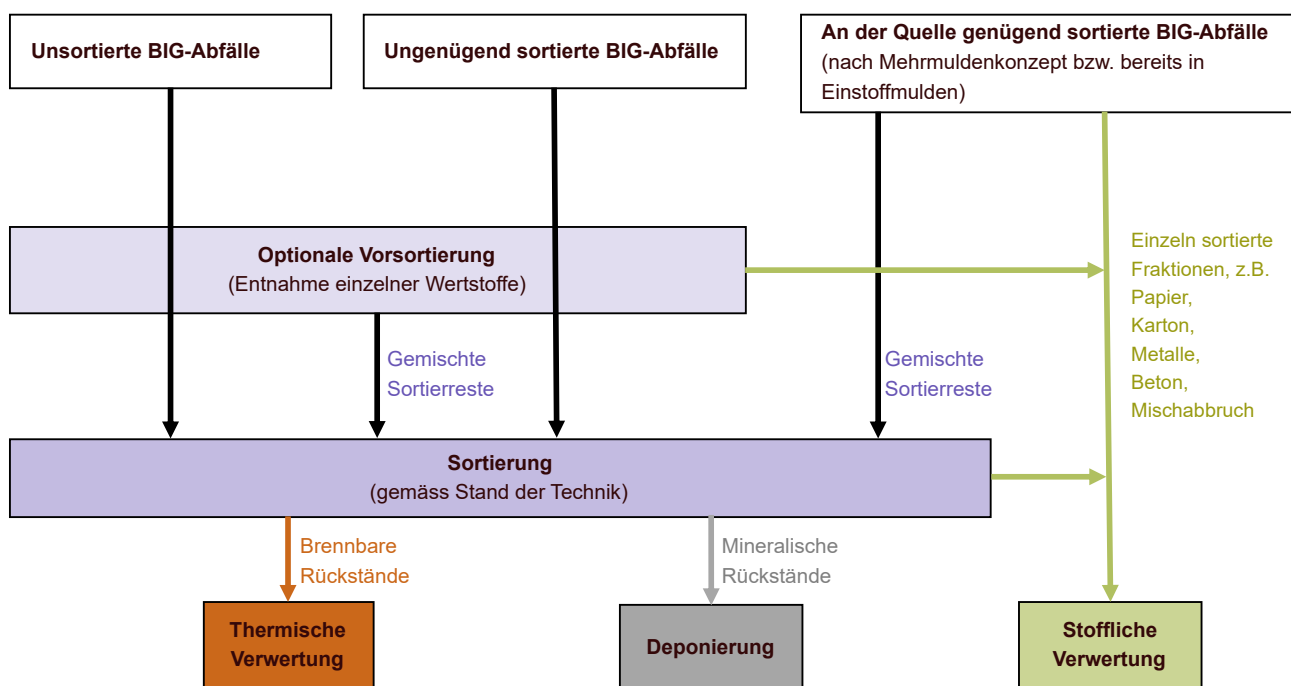 Unsortierte BIG-Abfälle
Ungenügend sortierte BIG-Abfälle
An der Quelle genügend sortierte BIG-Abfälle
(nach Mehrmuldenkonzept bzw. bereits in
Einstoffmulden)
Optionale Vorsortierung
(Entnahme einzelner Wertstoffe)
Einzeln sortierte
Fraktionen, z.B.
Papier,
Karton,
Metalle,
Beton,
Mischabbruch
Gemischte
Sortierreste
Gemischte
Sortierreste
Sortierung
(gemäss Stand der Technik)
Brennbare
Rückstände
Mineralische
Rückstände
Thermische
Verwertung
Deponierung
Stoffliche
Verwertung